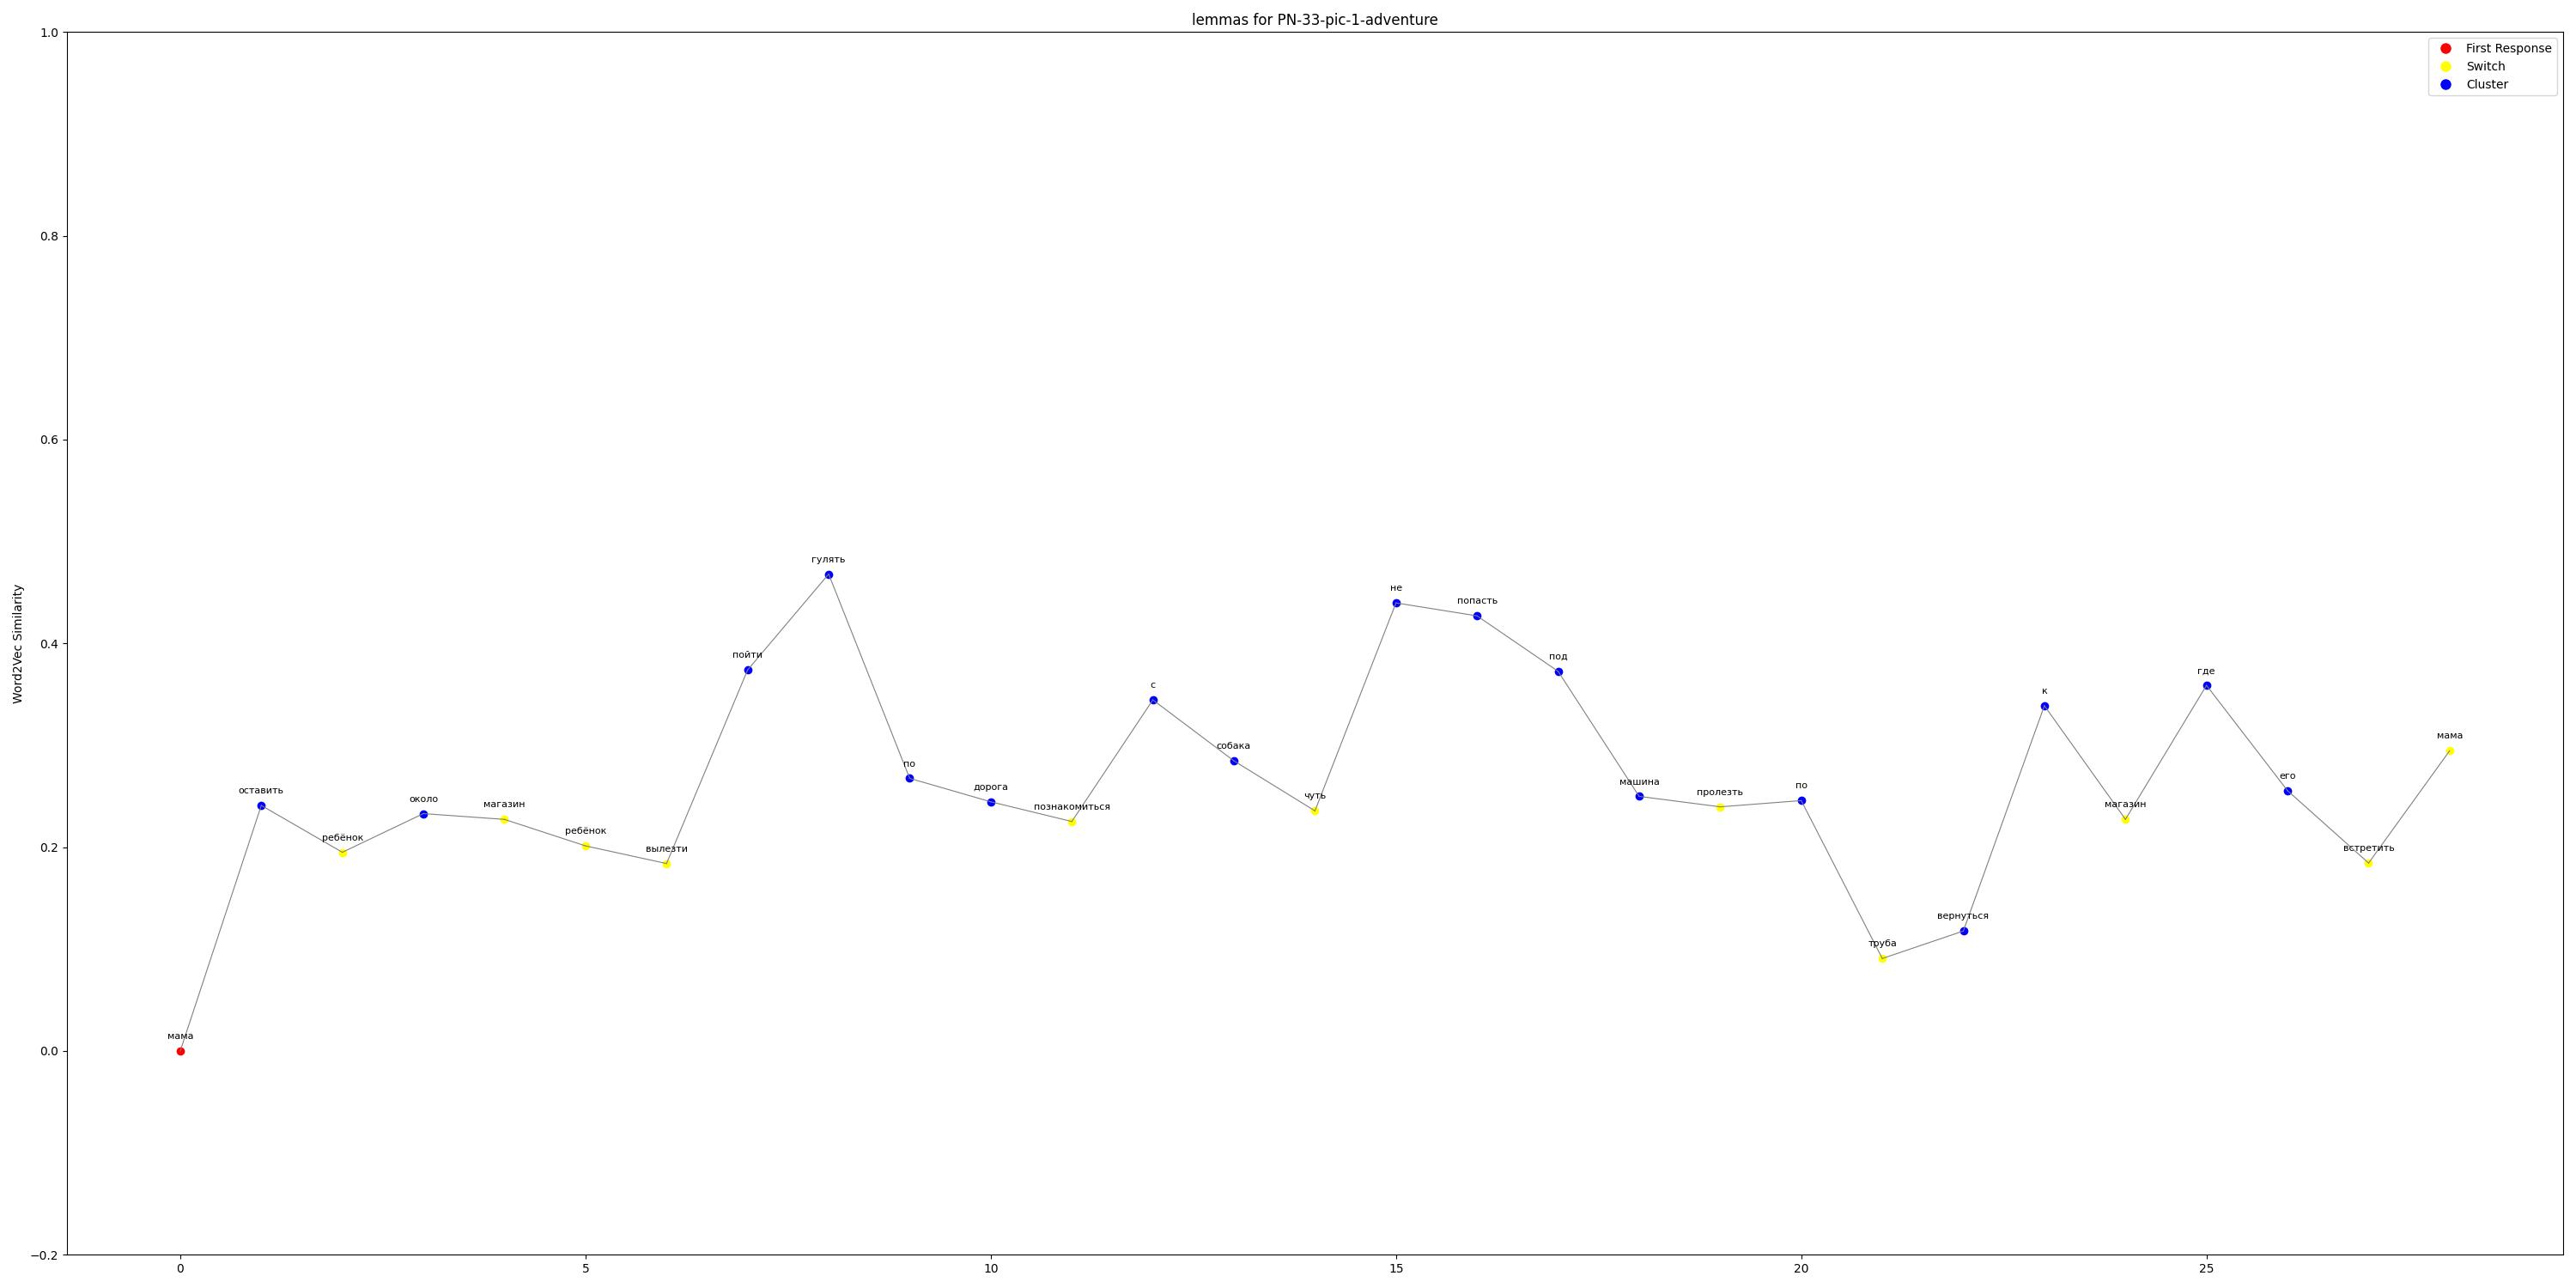 lemmas for PN-33-pic-1-adventure
1.0
0.8
0.6
0.4
0.2
0.0
−0.2
Word2Vec Similarity
First Response
Switch
Cluster
мама
оставить
ребёнок
около
магазин
ребёнок
вылезти
пойти
гулять
по
дорога
познакомиться
с
собака
чуть
не
попасть
под
машина
пролезть
по
труба
вернуться
к
магазин
где
его
встретить
мама
0 5 10 15 20 25